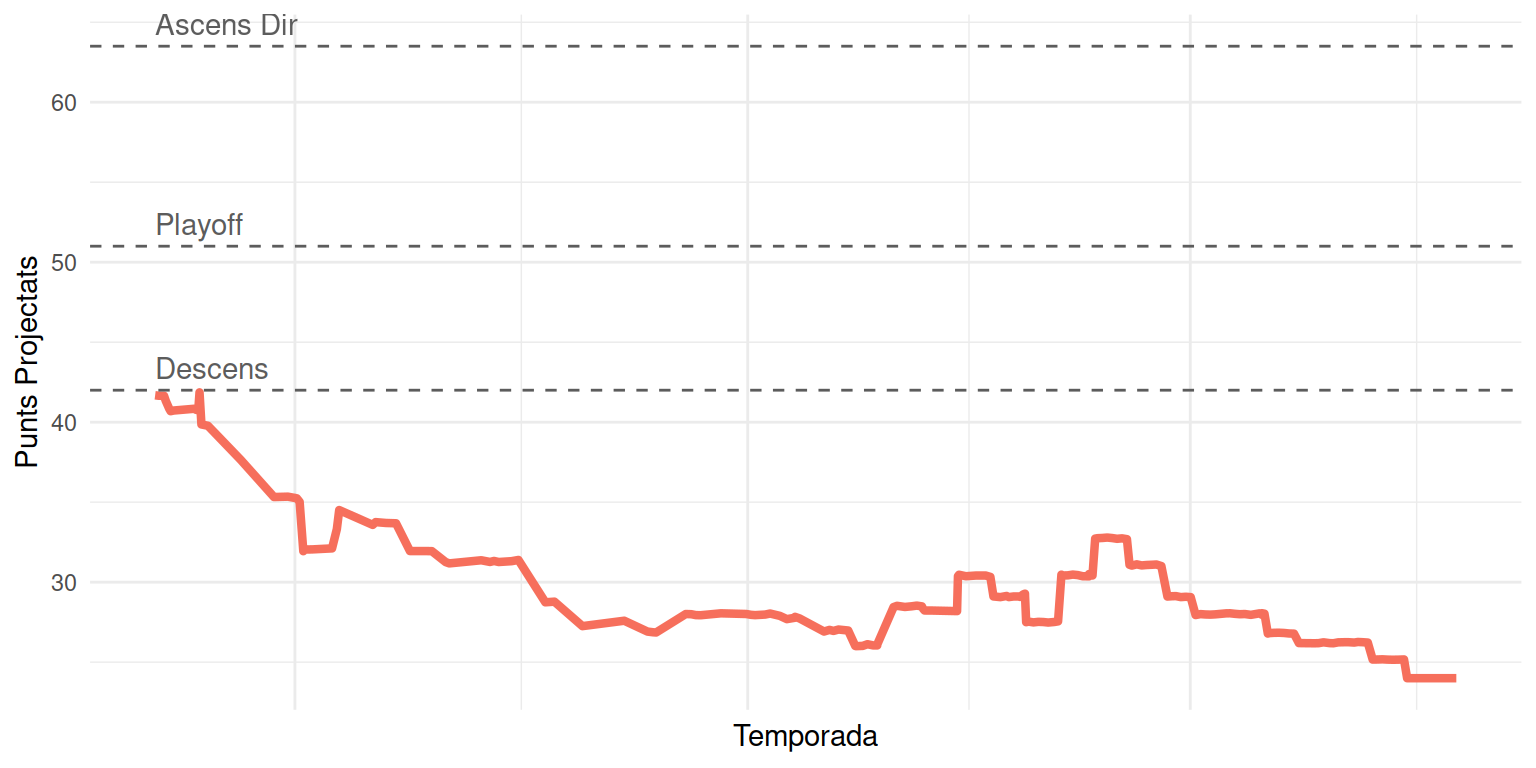 Ascens Dir
60
Playoff
50
Descens
40
30
Punts Projectats
Temporada